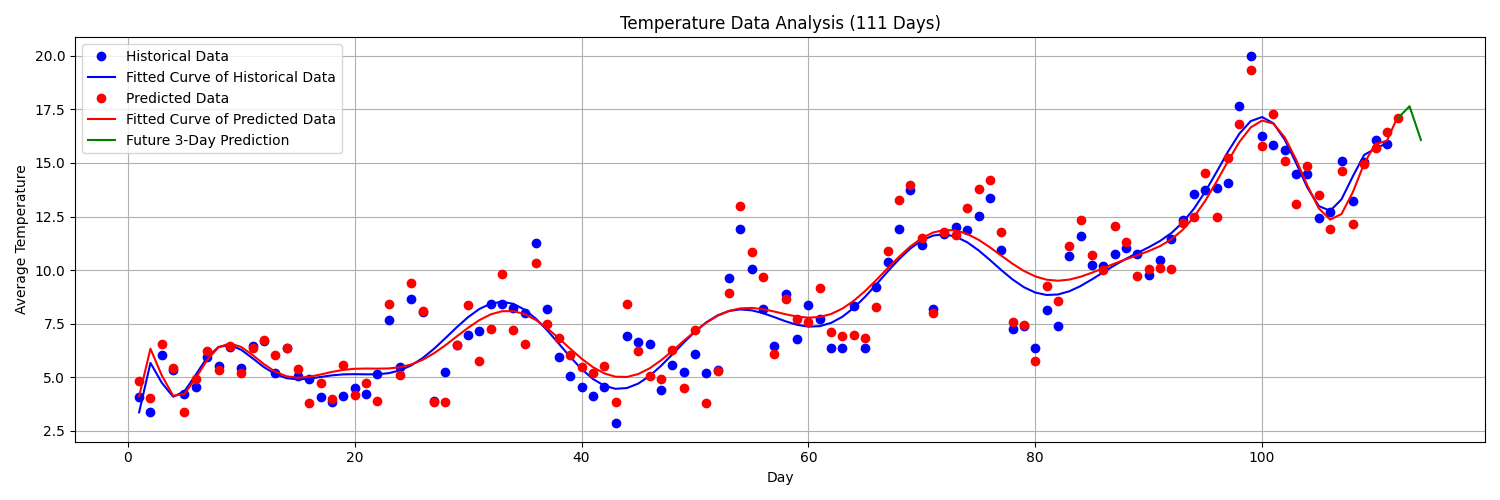 Temperature Data Analysis (111 Days)
Historical Data
Fitted Curve of Historical Data
Predicted Data
Fitted Curve of Predicted Data
Future 3-Day Prediction
Average Temperature
20.0
17.5
15.0
12.5
10.0
7.5
5.0
2.5
0 20 40 60 80 100
Day